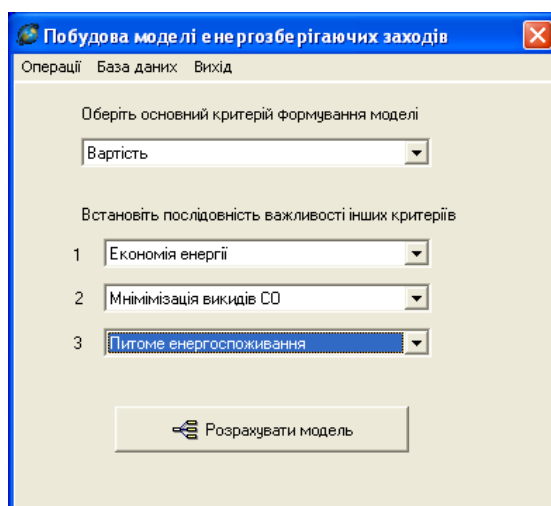 Побудова моделі енергозберігаючих заходів
Операції База даних Вихід
Оберіть основний критерій формування моделі
Вартість
Встановіть послідовність важливості інших критеріїв
1 Економія енергії
2 Мнімімізація викидів СО
3 Питоме енергоспоживання
Розрахувати модель